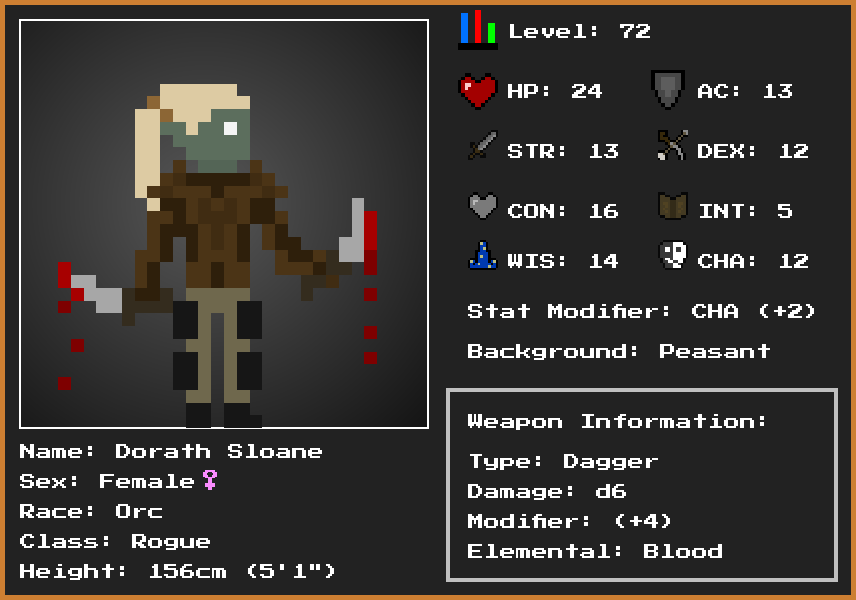 Level: 72
HP: 24 AC: 13
STR: 13 DEX: 12
CON: 16 INT: 5
WIS: 14 CHA: 12
Stat Modifier: CHA (+2)
Background: Peasant
Weapon Information:
Type: Dagger
Damage: d6
Modifier: (+4)
Elemental: Blood
Name: Dorath Sloane
Sex: Female♀
Race: Orc
Class: Rogue
Height: 156cm (5'1")